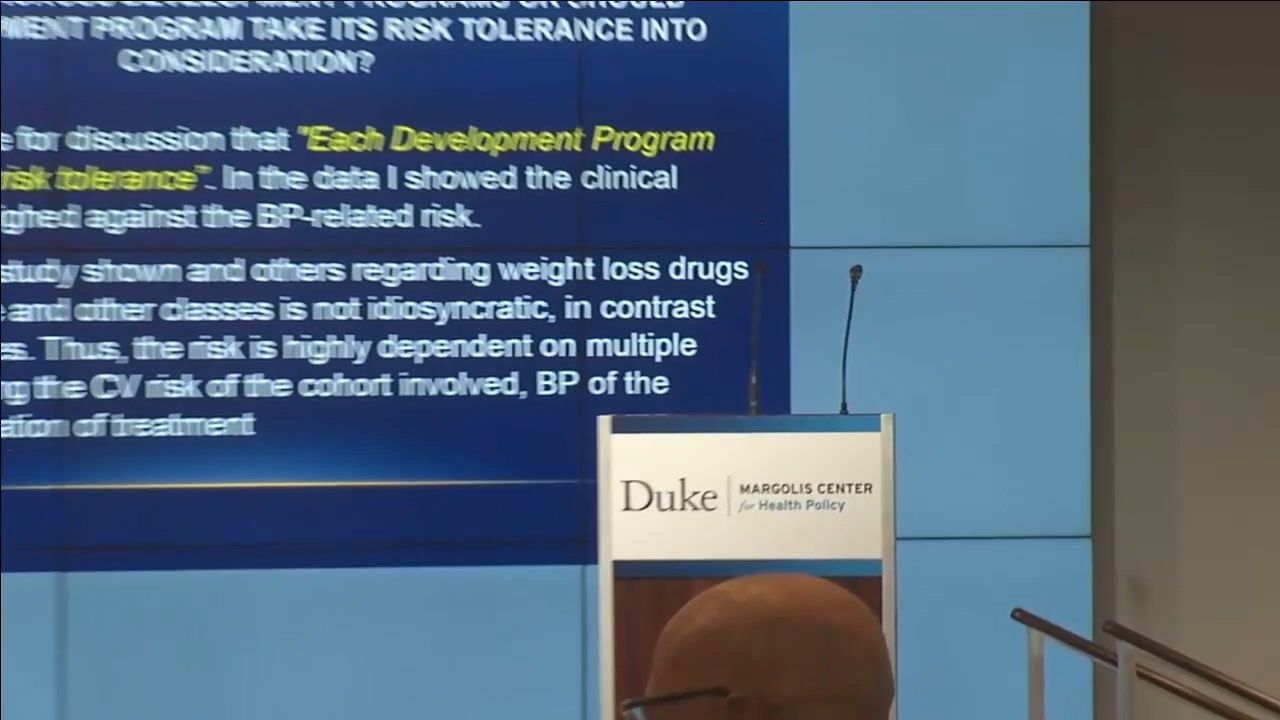 MENT PROGRAM TAKE ITS RISK TOLERANCE INTO
CONSIDERATION?
e for discussion that "Each Development Program
risk tolerance". In the data I showed the clinical
ighed against the BP-related risk.
study shown and others regarding weight loss drugs
e and other classes is not idiosyncratic, in contrast
es. Thus, the risk is highly dependent on multiple
ng the CV risk of the cohort involved, BP of the
ation of treatment
Duke
MARGOLIS CENTER
for Health Policy